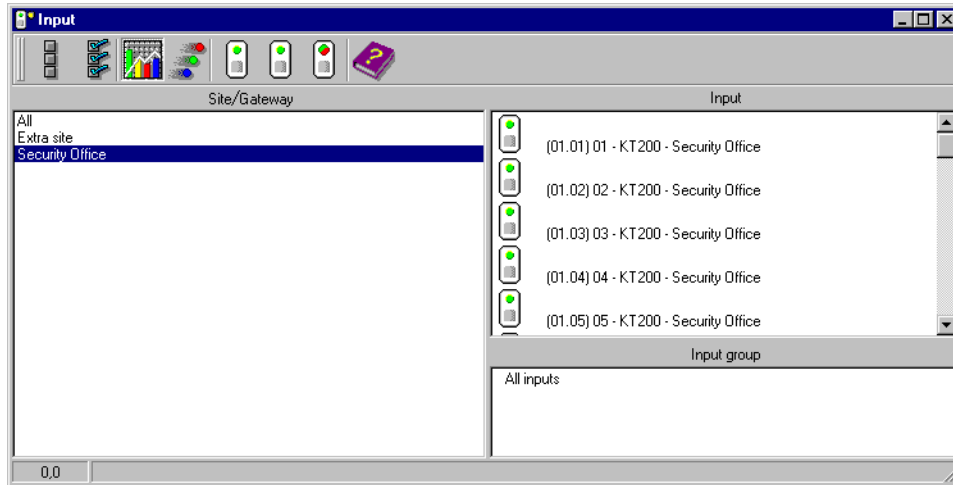 Input
Site/Gateway
Input
All
Extra site
Security Office
(01.01) 01 - KT200 - Security Office
(01.02) 02 - KT200 - Security Office
(01.03) 03 - KT200 - Security Office
(01.04) 04 - KT200 - Security Office
(01.05) 05 - KT200 - Security Office
Input group
All inputs
0,0